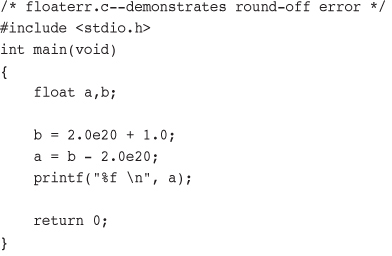 /* floaterr.c--demonstrates round-off error */
#include <stdio.h>
int main(void)
{
    float a,b;

    b = 2.0e20 + 1.0;
    a = b - 2.0e20;
    printf("%f \n", a);

    return 0;
}